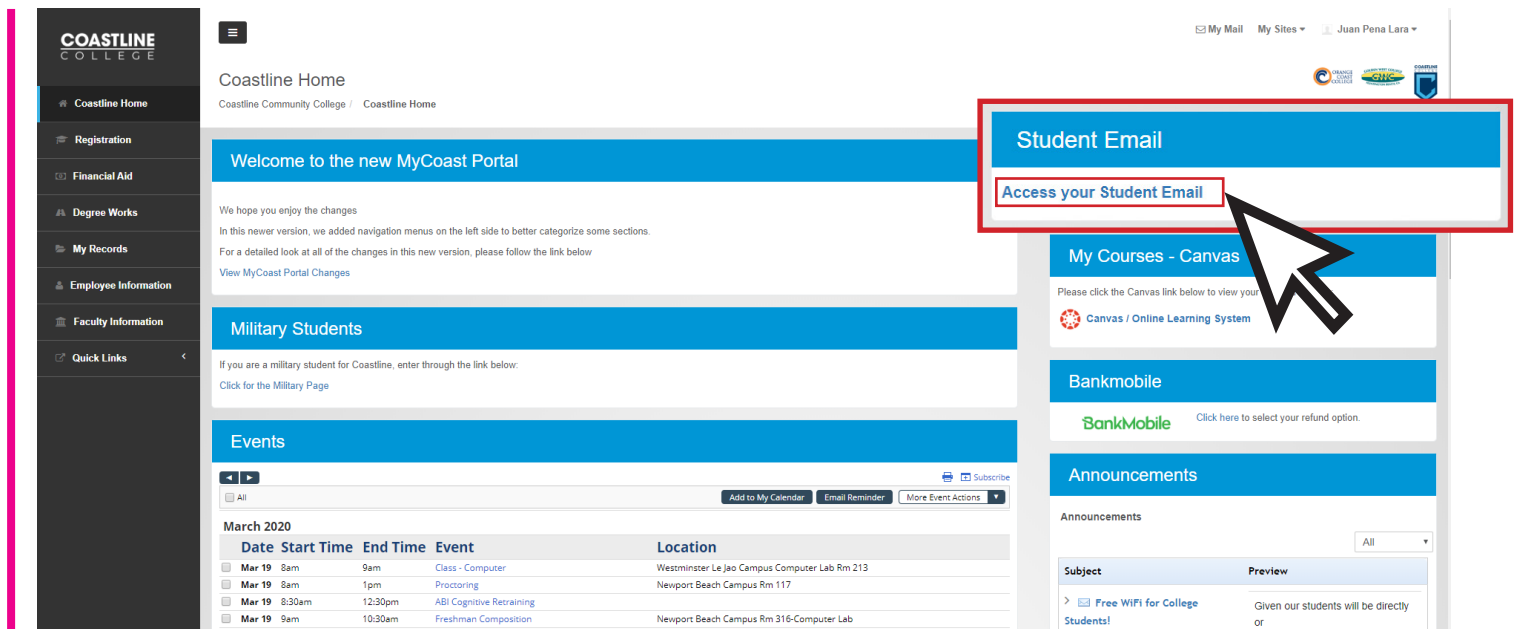 COASTLINE
COLLEGE
Coastline Home
Registration
Financial Aid
Degree Works
My Records
Employee Information
Faculty Information
Quick Links
My Mail My Sites Juan Pena Lara
Coastline Home
Coastline Community College / Coastline Home
ORANGE COAST COLLEGE
GWC
COASTLINE
Welcome to the new MyCoast Portal
We hope you enjoy the changes
In this newer version, we added navigation menus on the left side to better categorize some sections.
For a detailed look at all of the changes in this new version, please follow the link below
View MyCoast Portal Changes
Military Students
If you are a military student for Coastline, enter through the link below:
Click for the Military Page
Events
Subscribe
All
Add to My Calendar Email Reminder More Event Actions
March 2020
Date Start Time End Time Event Location
Mar 19 8am 9am Class - Computer Westminster Le Jao Campus Computer Lab Rm 213
Mar 19 8am 1pm Proctoring Newport Beach Campus Rm 117
Mar 19 8:30am 12:30pm ABI Cognitive Retraining
Mar 19 9am 10:30am Freshman Composition Newport Beach Campus Rm 316-Computer Lab
Student Email
Access your Student Email
My Courses - Canvas
Please click the Canvas link below to view your
Canvas / Online Learning System
Bankmobile
BankMobile Click here to select your refund option.
Announcements
Announcements
All
Subject Preview
Free WiFi for College
Students!
Given our students will be directly
or